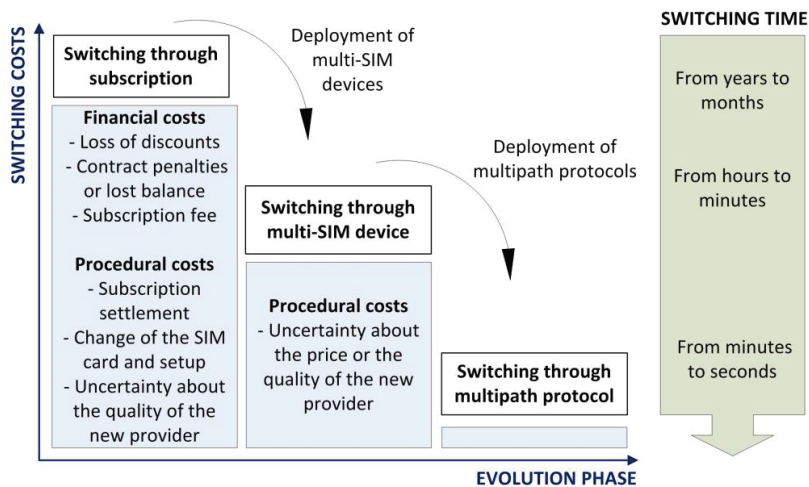 SWITCHING COSTS
Switching through
subscription
Financial costs
- Loss of discounts
- Contract penalties
or lost balance
- Subscription fee
Procedural costs
- Subscription
settlement
- Change of the SIM
card and setup
- Uncertainty about
the quality of the
new provider
Deployment of
multi-SIM
devices
Switching through
multi-SIM device
Procedural costs
- Uncertainty about
the price or the
quality of the new
provider
Deployment of
multipath protocols
Switching through
multipath protocol
EVOLUTION PHASE
SWITCHING TIME
From years to
months
From hours to
minutes
From minutes
to seconds